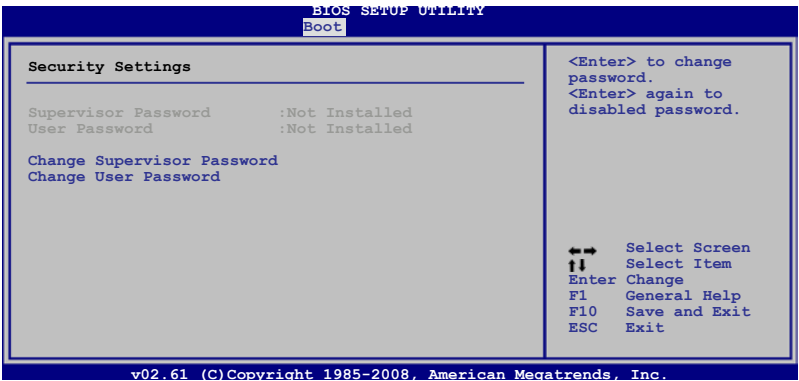 BIOS SETUP UTILITY
Boot
Security Settings
Supervisor Password :Not Installed
User Password :Not Installed
Change Supervisor Password
Change User Password
<Enter> to change
password.
<Enter> again to
disabled password.
Select Screen
Select Item
Enter Change
F1 General Help
F10 Save and Exit
ESC Exit
v02.61 (C)Copyright 1985-2008, American Megatrends, Inc.